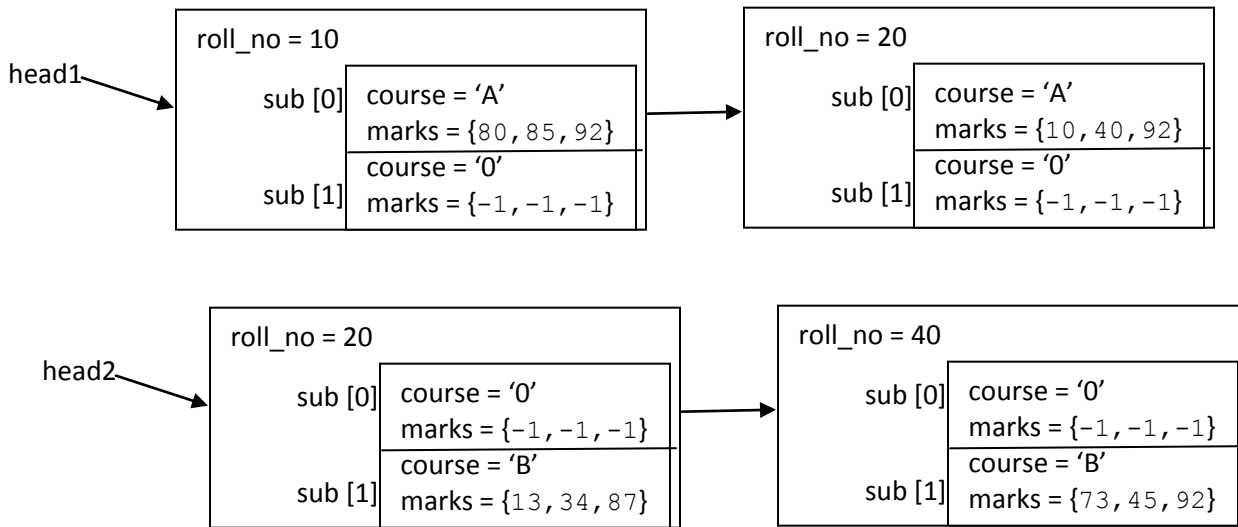 roll_no = 10
head1
sub [0]
course = ‘A’
marks = {80,85,92}
sub [1]
course = ‘0’
marks = {-1,-1,-1}
roll_no = 20
sub [0]
course = ‘A’
marks = {10,40,92}
sub [1]
course = ‘0’
marks = {-1,-1,-1}
roll_no = 20
head2
sub [0]
course = ‘0’
marks = {-1,-1,-1}
sub [1]
course = ‘B’
marks = {13,34,87}
roll_no = 40
sub [0]
course = ‘0’
marks = {-1,-1,-1}
sub [1]
course = ‘B’
marks = {73,45,92}